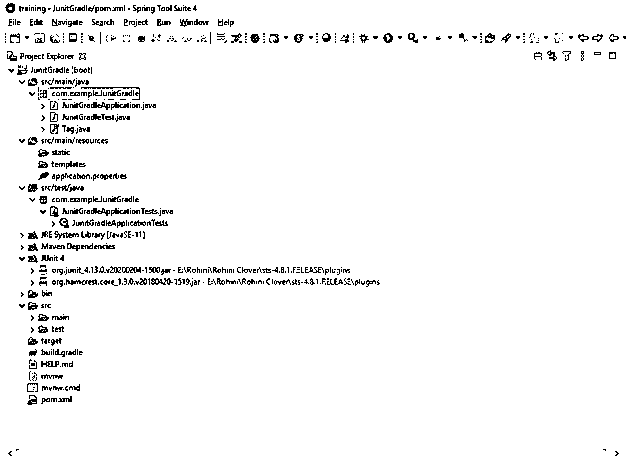 training - JunitGradle/pom.xml - Spring Tool Suite 4
File Edit Navigate Search Project Run Window Help
Project Explorer
JunitGradle [boot]
src/main/java
com.example.JunitGradle
JunitGradleApplication.java
JunitGradleTest.java
Tag.java
src/main/resources
static
templates
application.properties
src/test/java
com.example.JunitGradle
JunitGradleApplicationTests.java
JunitGradleApplicationTests
JRE System Library [JavaSE-11]
Maven Dependencies
JUnit 4
org.junit_4.13.0.v20200204-1500.jar - E:\Rohini\Rohini Clover\sts-4.8.1.RELEASE\plugins
org.hamcrest.core_1.3.0.v20180420-1519.jar - E:\Rohini\Rohini Clover\sts-4.8.1.RELEASE\plugins
bin
src
main
test
target
build.gradle
HELP.md
mvnw
mvnw.cmd
pom.xml